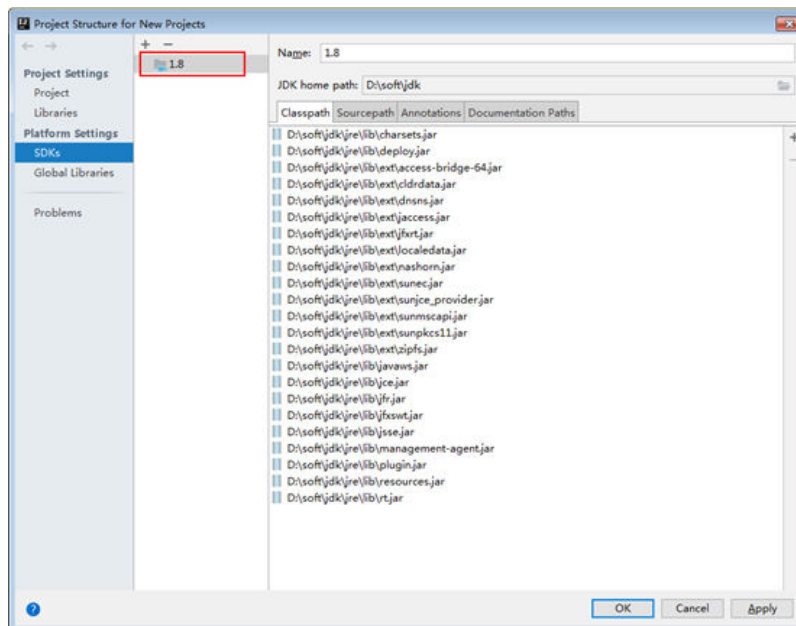 Project Structure for New Projects
Project Settings
Project
Libraries
Platform Settings
SDKs
Global Libraries
Problems
1.8
Name: 1.8
JDK home path: D:\soft\jdk
Classpath Sourcepath Annotations Documentation Paths
D:\soft\jdk\jre\lib\charsets.jar
D:\soft\jdk\jre\lib\deploy.jar
D:\soft\jdk\jre\lib\ext\access-bridge-64.jar
D:\soft\jdk\jre\lib\ext\cldrdata.jar
D:\soft\jdk\jre\lib\ext\dnsns.jar
D:\soft\jdk\jre\lib\ext\jaccess.jar
D:\soft\jdk\jre\lib\ext\jfxrt.jar
D:\soft\jdk\jre\lib\ext\localedata.jar
D:\soft\jdk\jre\lib\ext\nashorn.jar
D:\soft\jdk\jre\lib\ext\sunec.jar
D:\soft\jdk\jre\lib\ext\sunjce_provider.jar
D:\soft\jdk\jre\lib\ext\sunmscapi.jar
D:\soft\jdk\jre\lib\ext\sunpkcs11.jar
D:\soft\jdk\jre\lib\ext\zipfs.jar
D:\soft\jdk\jre\lib\javaws.jar
D:\soft\jdk\jre\lib\jce.jar
D:\soft\jdk\jre\lib\jfr.jar
D:\soft\jdk\jre\lib\jfxswt.jar
D:\soft\jdk\jre\lib\jsse.jar
D:\soft\jdk\jre\lib\management-agent.jar
D:\soft\jdk\jre\lib\plugin.jar
D:\soft\jdk\jre\lib\resources.jar
D:\soft\jdk\jre\lib\rt.jar
OK Cancel Apply